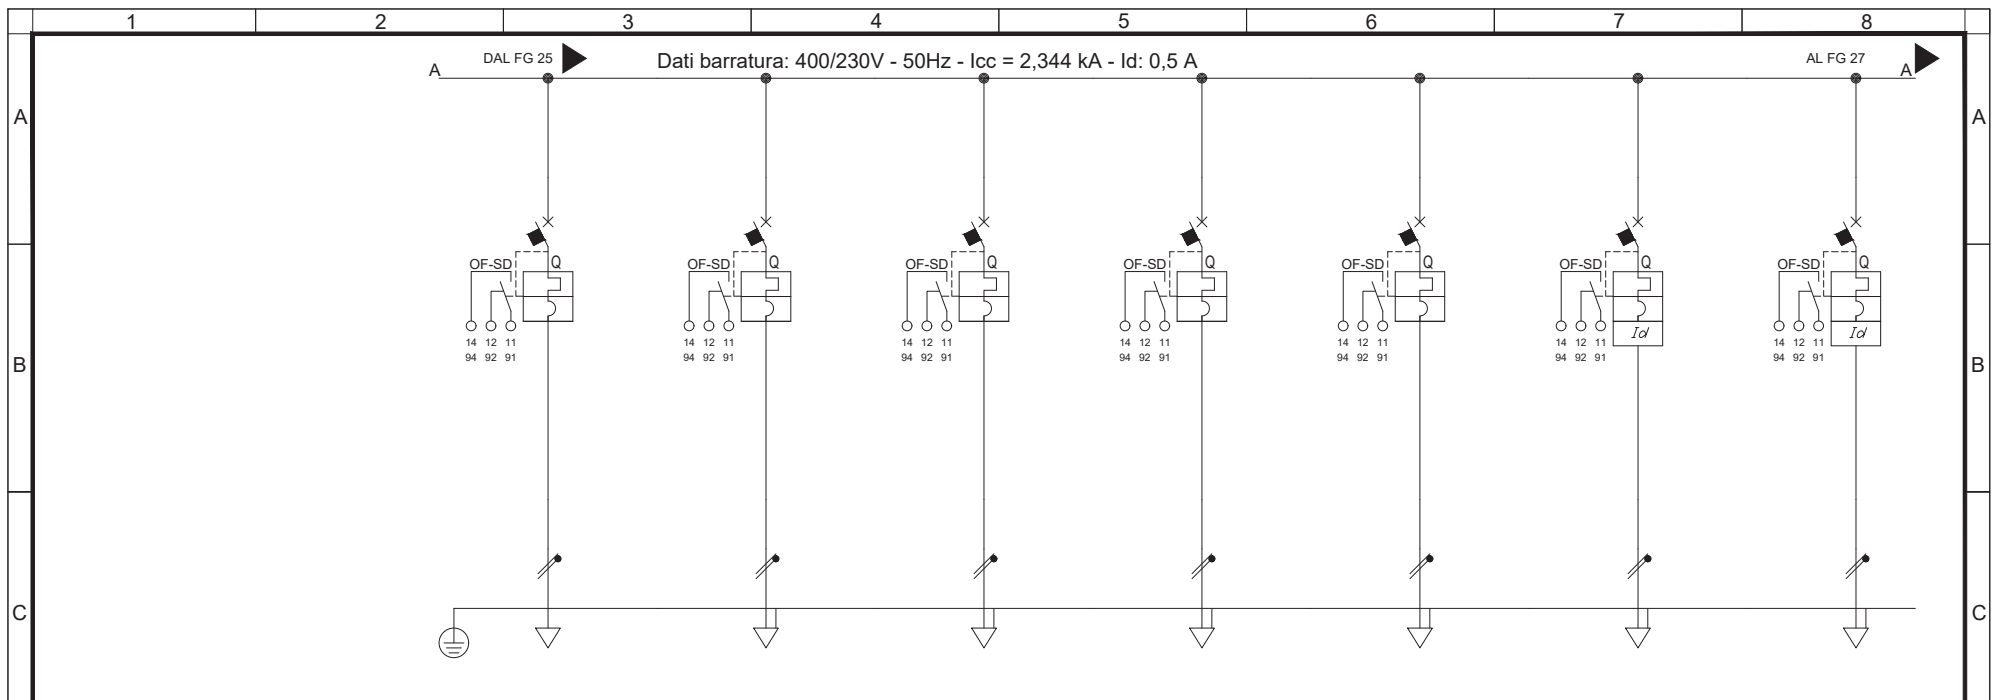 1 2 3 4 5 6 7 8
DAL FG 25 Dati barratura: 400/230V - 50Hz - Icc = 2,344 kA - Id: 0,5 A AL FG 27
A A
A A
OF-SD Q OF-SD Q OF-SD Q OF-SD Q OF-SD Q OF-SD Q OF-SD Q
Id Id
14 12 11 14 12 11 14 12 11 14 12 11 14 12 11 14 12 11 14 12 11
94 92 91 94 92 91 94 92 91 94 92 91 94 92 91 94 92 91 94 92 91
B B
C C